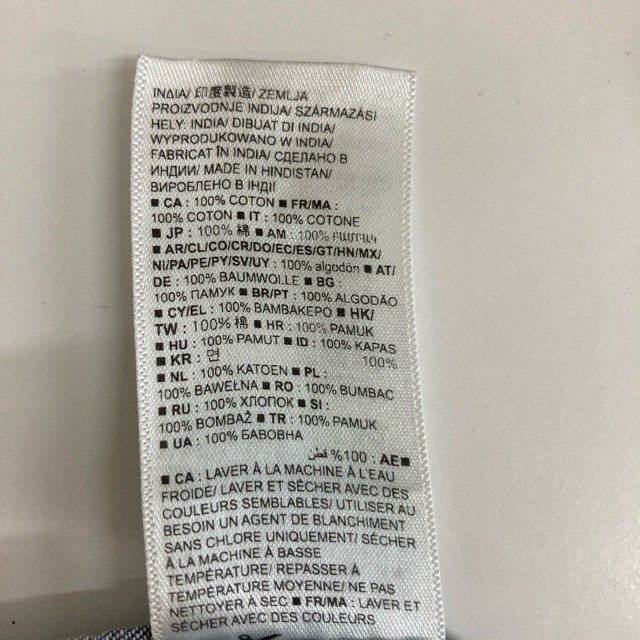 INΔIA/ 印度製造/ ZEMLJA
PROIZVODNJE INDIJA/ SZÁRMAZÁSI
HELY: INDIA/ DIBUAT DI INDIA/
WYPRODUKOWANO W INDIA/
FABRICAT ÎN INDIA/ СДЕЛАНО В
ИНДИИ/ MADE IN HINDISTAN/
ВИРОБЛЕНО В ІНДІЇ
■ CA : 100% COTON ■ FR/MA :
100% COTON ■ IT : 100% COTONE
■ JP : 100% 綿 ■ AM : 100% ԲԱՄԲԱԿ
■ AR/CL/CO/CR/DO/EC/ES/GT/HN/MX/
NI/PA/PE/PY/SV/UY : 100% algodón ■ AT/
DE : 100% BAUMWOLLE ■ BG :
100% ПАМУК ■ BR/PT : 100% ALGODÃO
■ CY/EL : 100% ΒΑΜΒΑΚΕΡΟ ■ HK/
TW : 100% 棉 ■ HR : 100% PAMUK
■ HU : 100% PAMUT ■ ID : 100% KAPAS
■ KR : 면 100%
■ NL : 100% KATOEN ■ PL :
100% BAWEŁNA ■ RO : 100% BUMBAC
■ RU : 100% ХЛОПОК ■ SI :
100% BOMBAŽ ■ TR : 100% PAMUK
■ UA : 100% БАВОВНА
■ AE : 100% قطن
■ CA : LAVER À LA MACHINE À L'EAU
FROIDE/ LAVER ET SÉCHER AVEC DES
COULEURS SEMBLABLES/ UTILISER AU
BESOIN UN AGENT DE BLANCHIMENT
SANS CHLORE UNIQUEMENT/ SÉCHER
À LA MACHINE À BASSE
TEMPÉRATURE/ REPASSER À
TEMPÉRATURE MOYENNE/ NE PAS
NETTOYER À SEC ■ FR/MA : LAVER ET
SÉCHER AVEC DES COULEURS